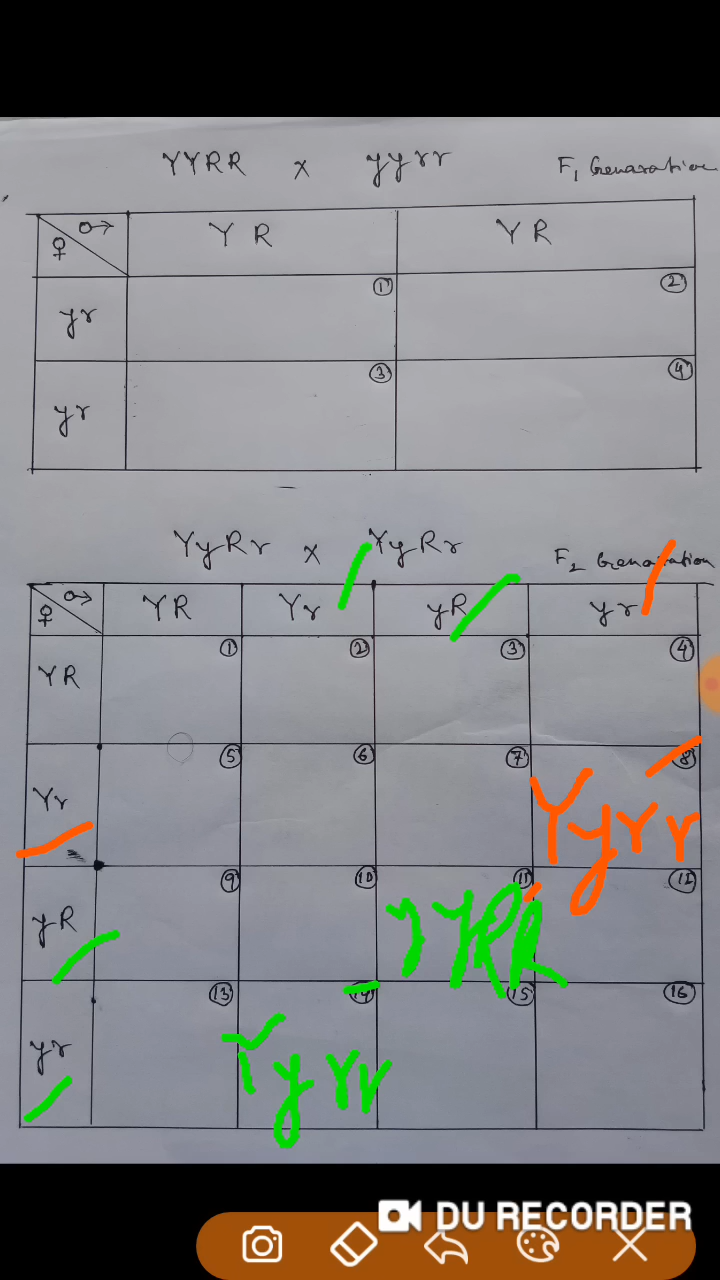 YYRR x yyrr F1 Genaration
♀ ♂ YR YR
yr ① ②
yr ③ ④
YyRr x YyRr F2 Genaration
♀ ♂ YR Yr yR yr
YR ① ② ③ ④
Yr ⑤ ⑥ ⑦ ⑧
Yyrr
yR ⑨ ⑩ ⑪ ⑫
yyRR
yr ⑬ ⑭ ⑮ ⑯
Yyrr
DU RECORDER